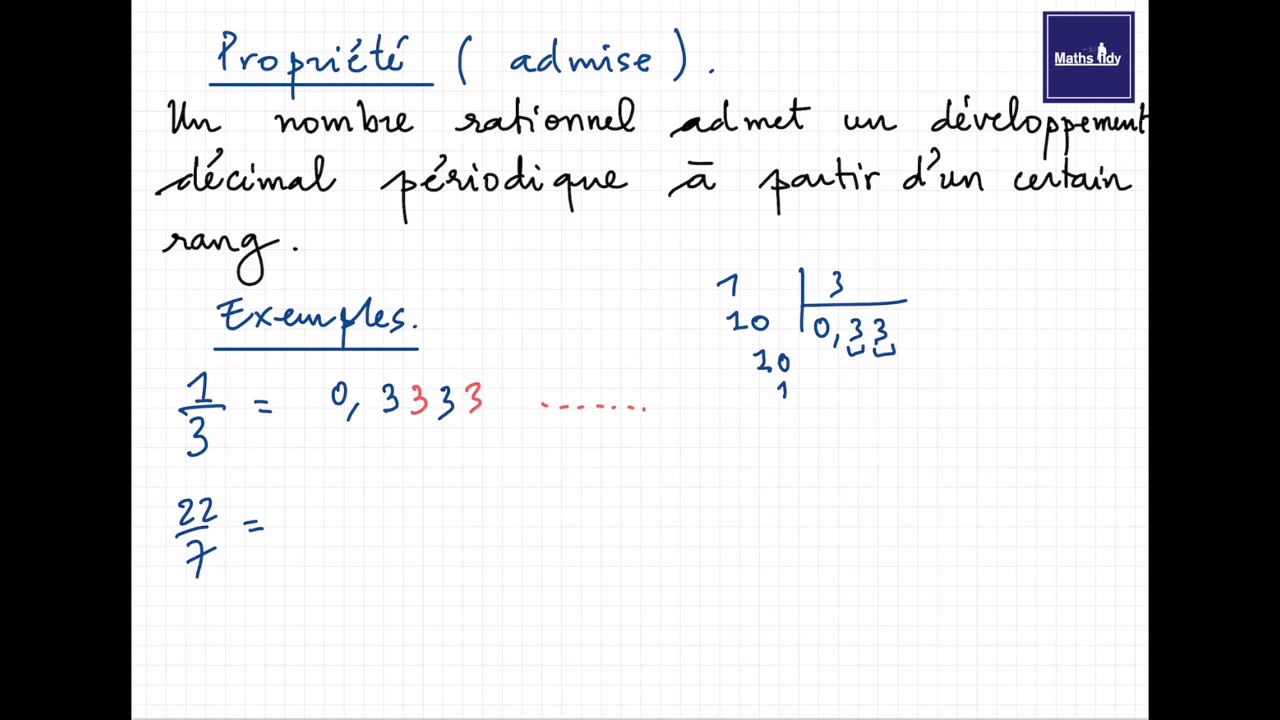 Propriété (admise).
Maths Andy
Un nombre rationnel admet un développement
décimal périodique à partir d'un certain
rang.
Exemples.
1 | 3
10 | 0,33
10
1
1/3 = 0,3333 ........
22/7 =